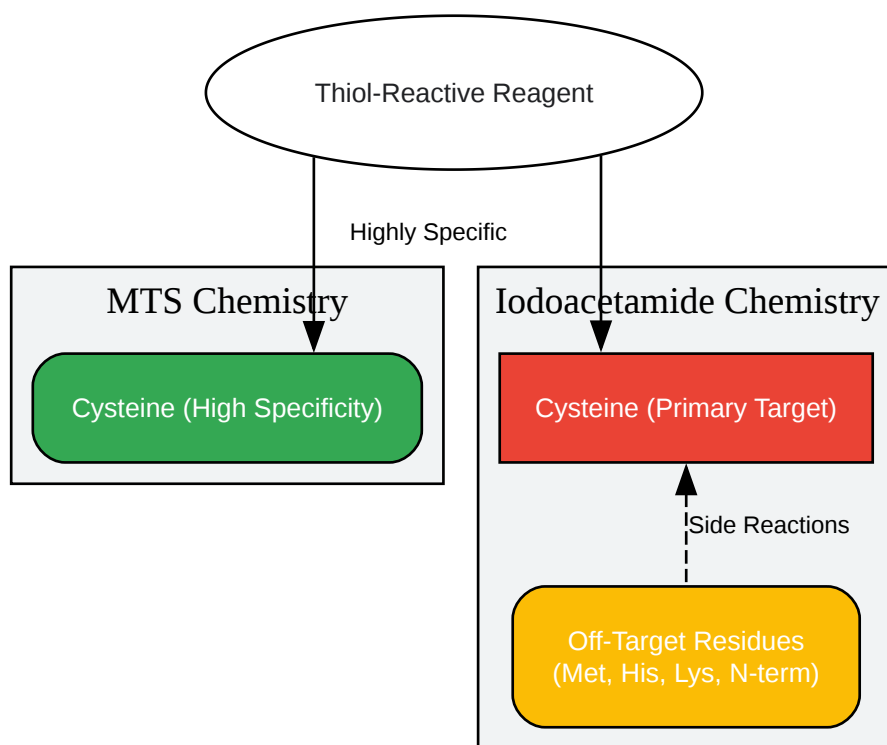 Thiol-Reactive Reagent
Highly Specific
MTS Chemistry
Iodoacetamide Chemistry
Cysteine (High Specificity)
Cysteine (Primary Target)
Side Reactions
Off-Target Residues
(Met, His, Lys, N-term)